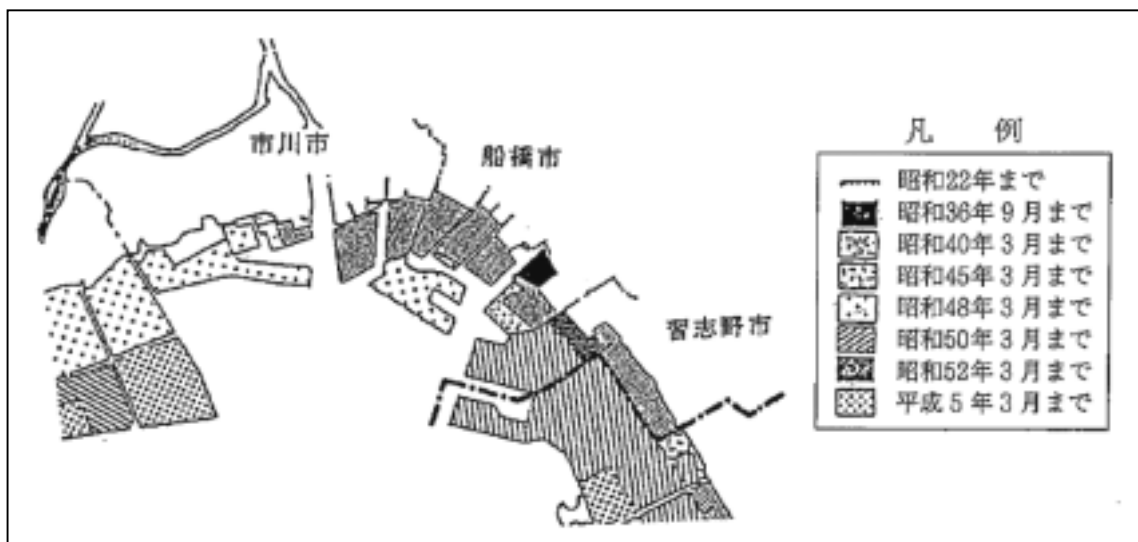 市川市
船橋市
習志野市
凡 例
昭和22年まで
昭和36年9月まで
昭和40年3月まで
昭和45年3月まで
昭和48年3月まで
昭和50年3月まで
昭和52年3月まで
平成5年3月まで